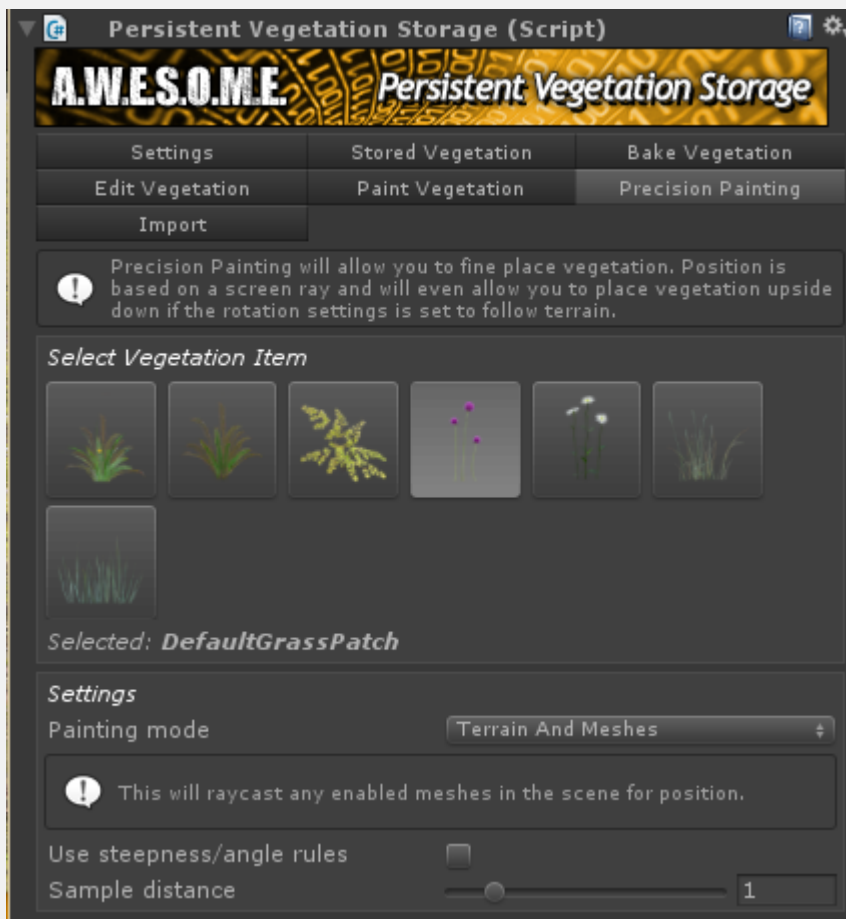 Persistent Vegetation Storage (Script)
A.W.E.S.O.M.E. Persistent Vegetation Storage
Settings Stored Vegetation Bake Vegetation
Edit Vegetation Paint Vegetation Precision Painting
Import
Precision Painting will allow you to fine place vegetation. Position is
based on a screen ray and will even allow you to place vegetation upside
down if the rotation settings is set to follow terrain.
Select Vegetation Item
Selected: DefaultGrassPatch
Settings
Painting mode Terrain And Meshes
This will raycast any enabled meshes in the scene for position.
Use steepness/angle rules
Sample distance 1